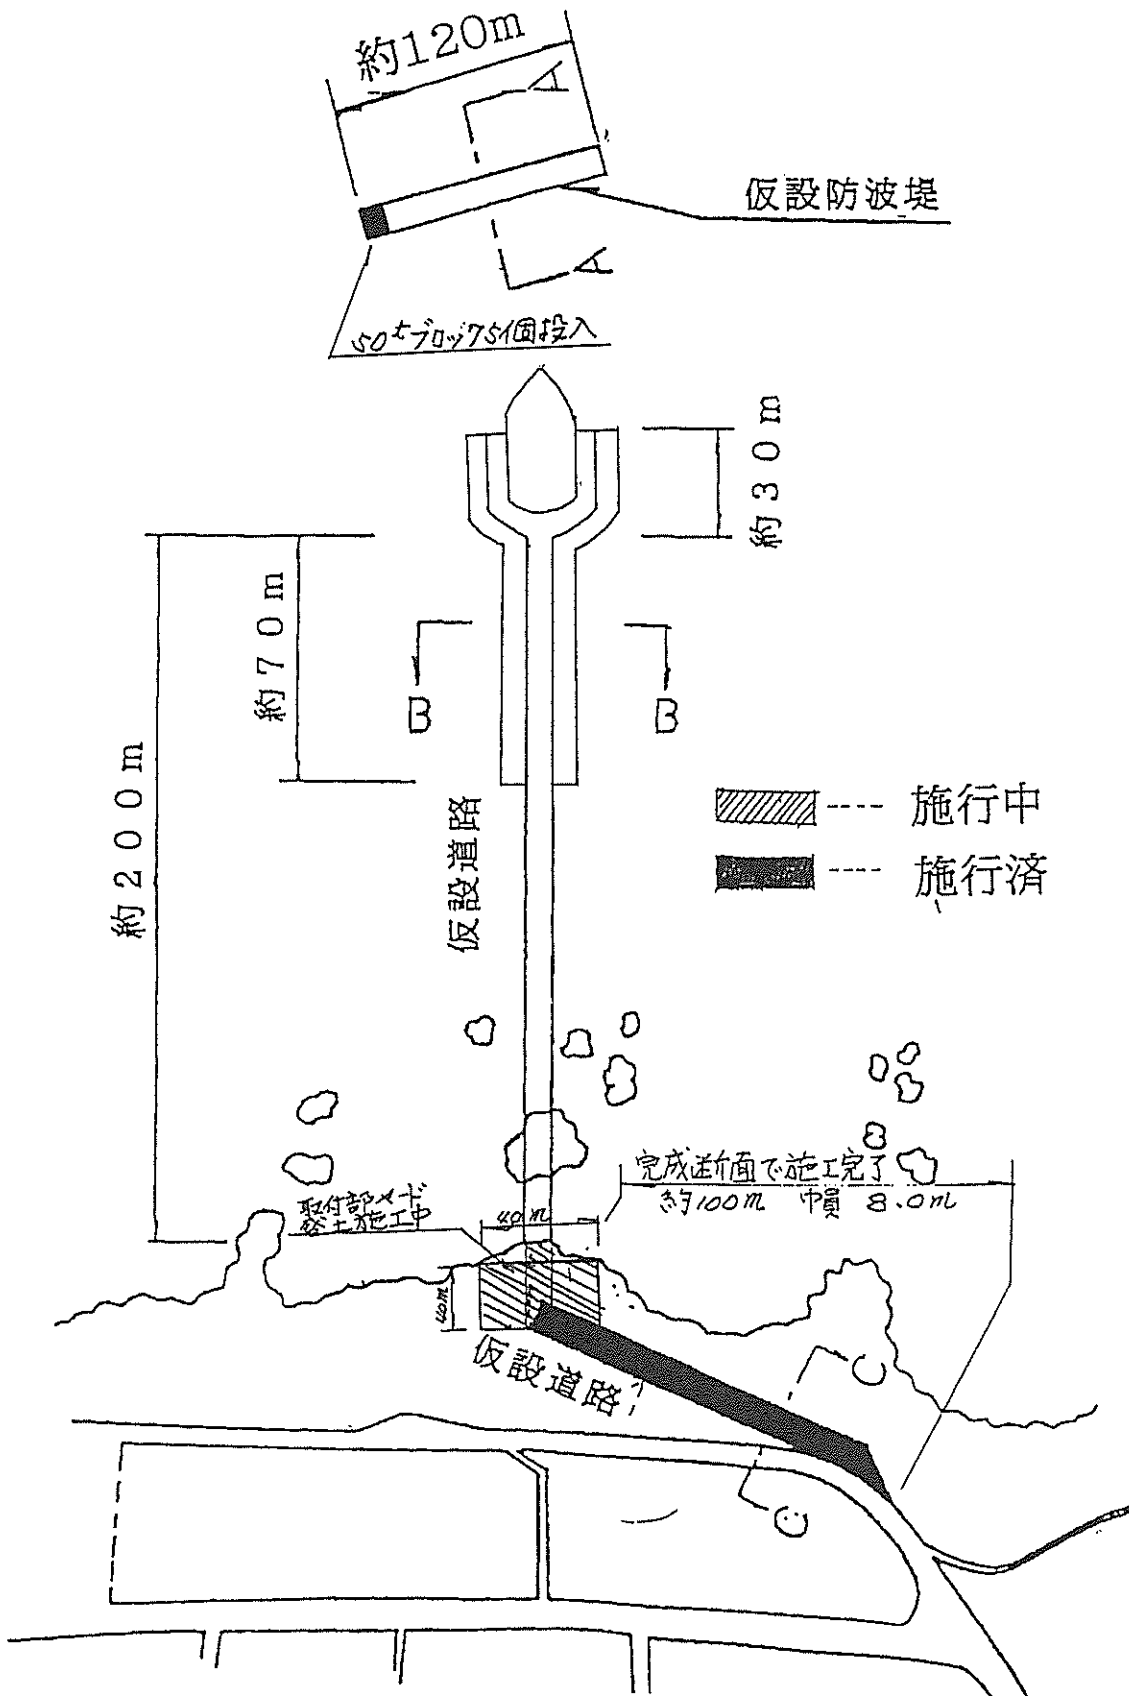 約120m
A
仮設防波堤
A
50tブロック51個投入
約30m
約70m
B
B
約200m
仮設道路
---- 施行中
---- 施行済
完成断面で施工完了
約100m 巾員 8.0m
取付部ヤード
盛土施工中
40m
40m
仮設道路
C
C